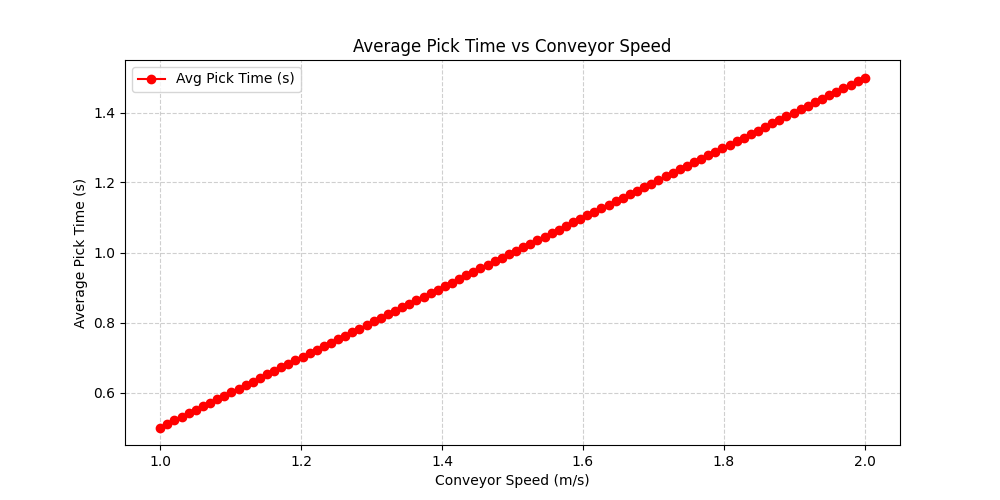 Average Pick Time vs Conveyor Speed
Avg Pick Time (s)
Average Pick Time (s)
1.4
1.2
1.0
0.8
0.6
1.0 1.2 1.4 1.6 1.8 2.0
Conveyor Speed (m/s)